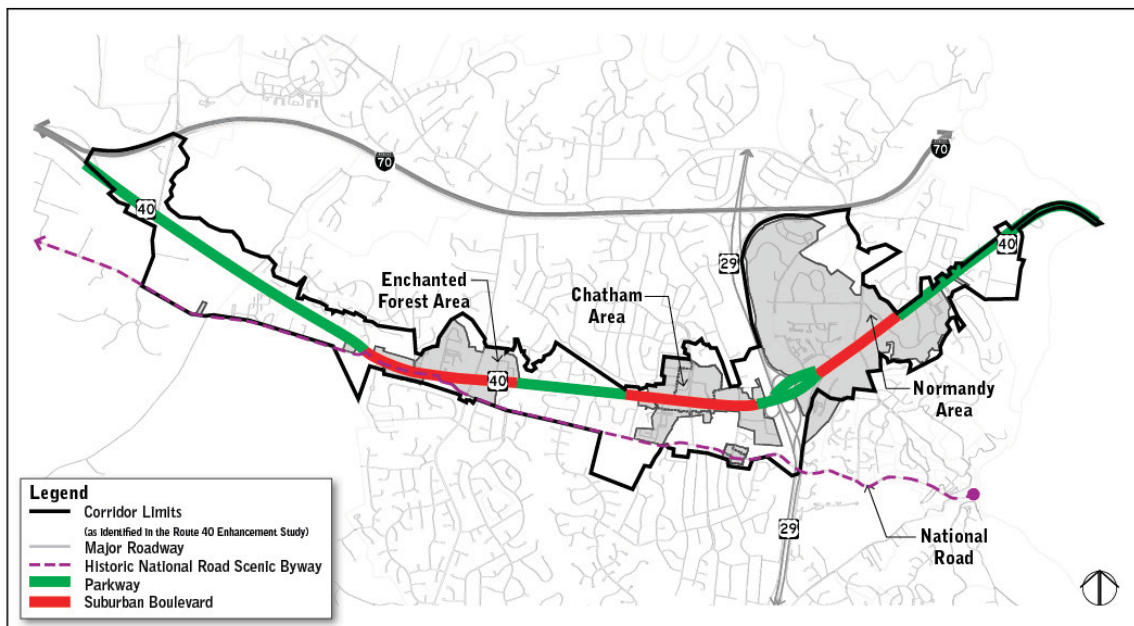 70
70
40
40
29
Enchanted
Forest Area
Chatham
Area
40
Normandy
Area
29
National
Road
Legend
Corridor Limits
(as identified in the Route 40 Enhancement Study)
Major Roadway
Historic National Road Scenic Byway
Parkway
Suburban Boulevard